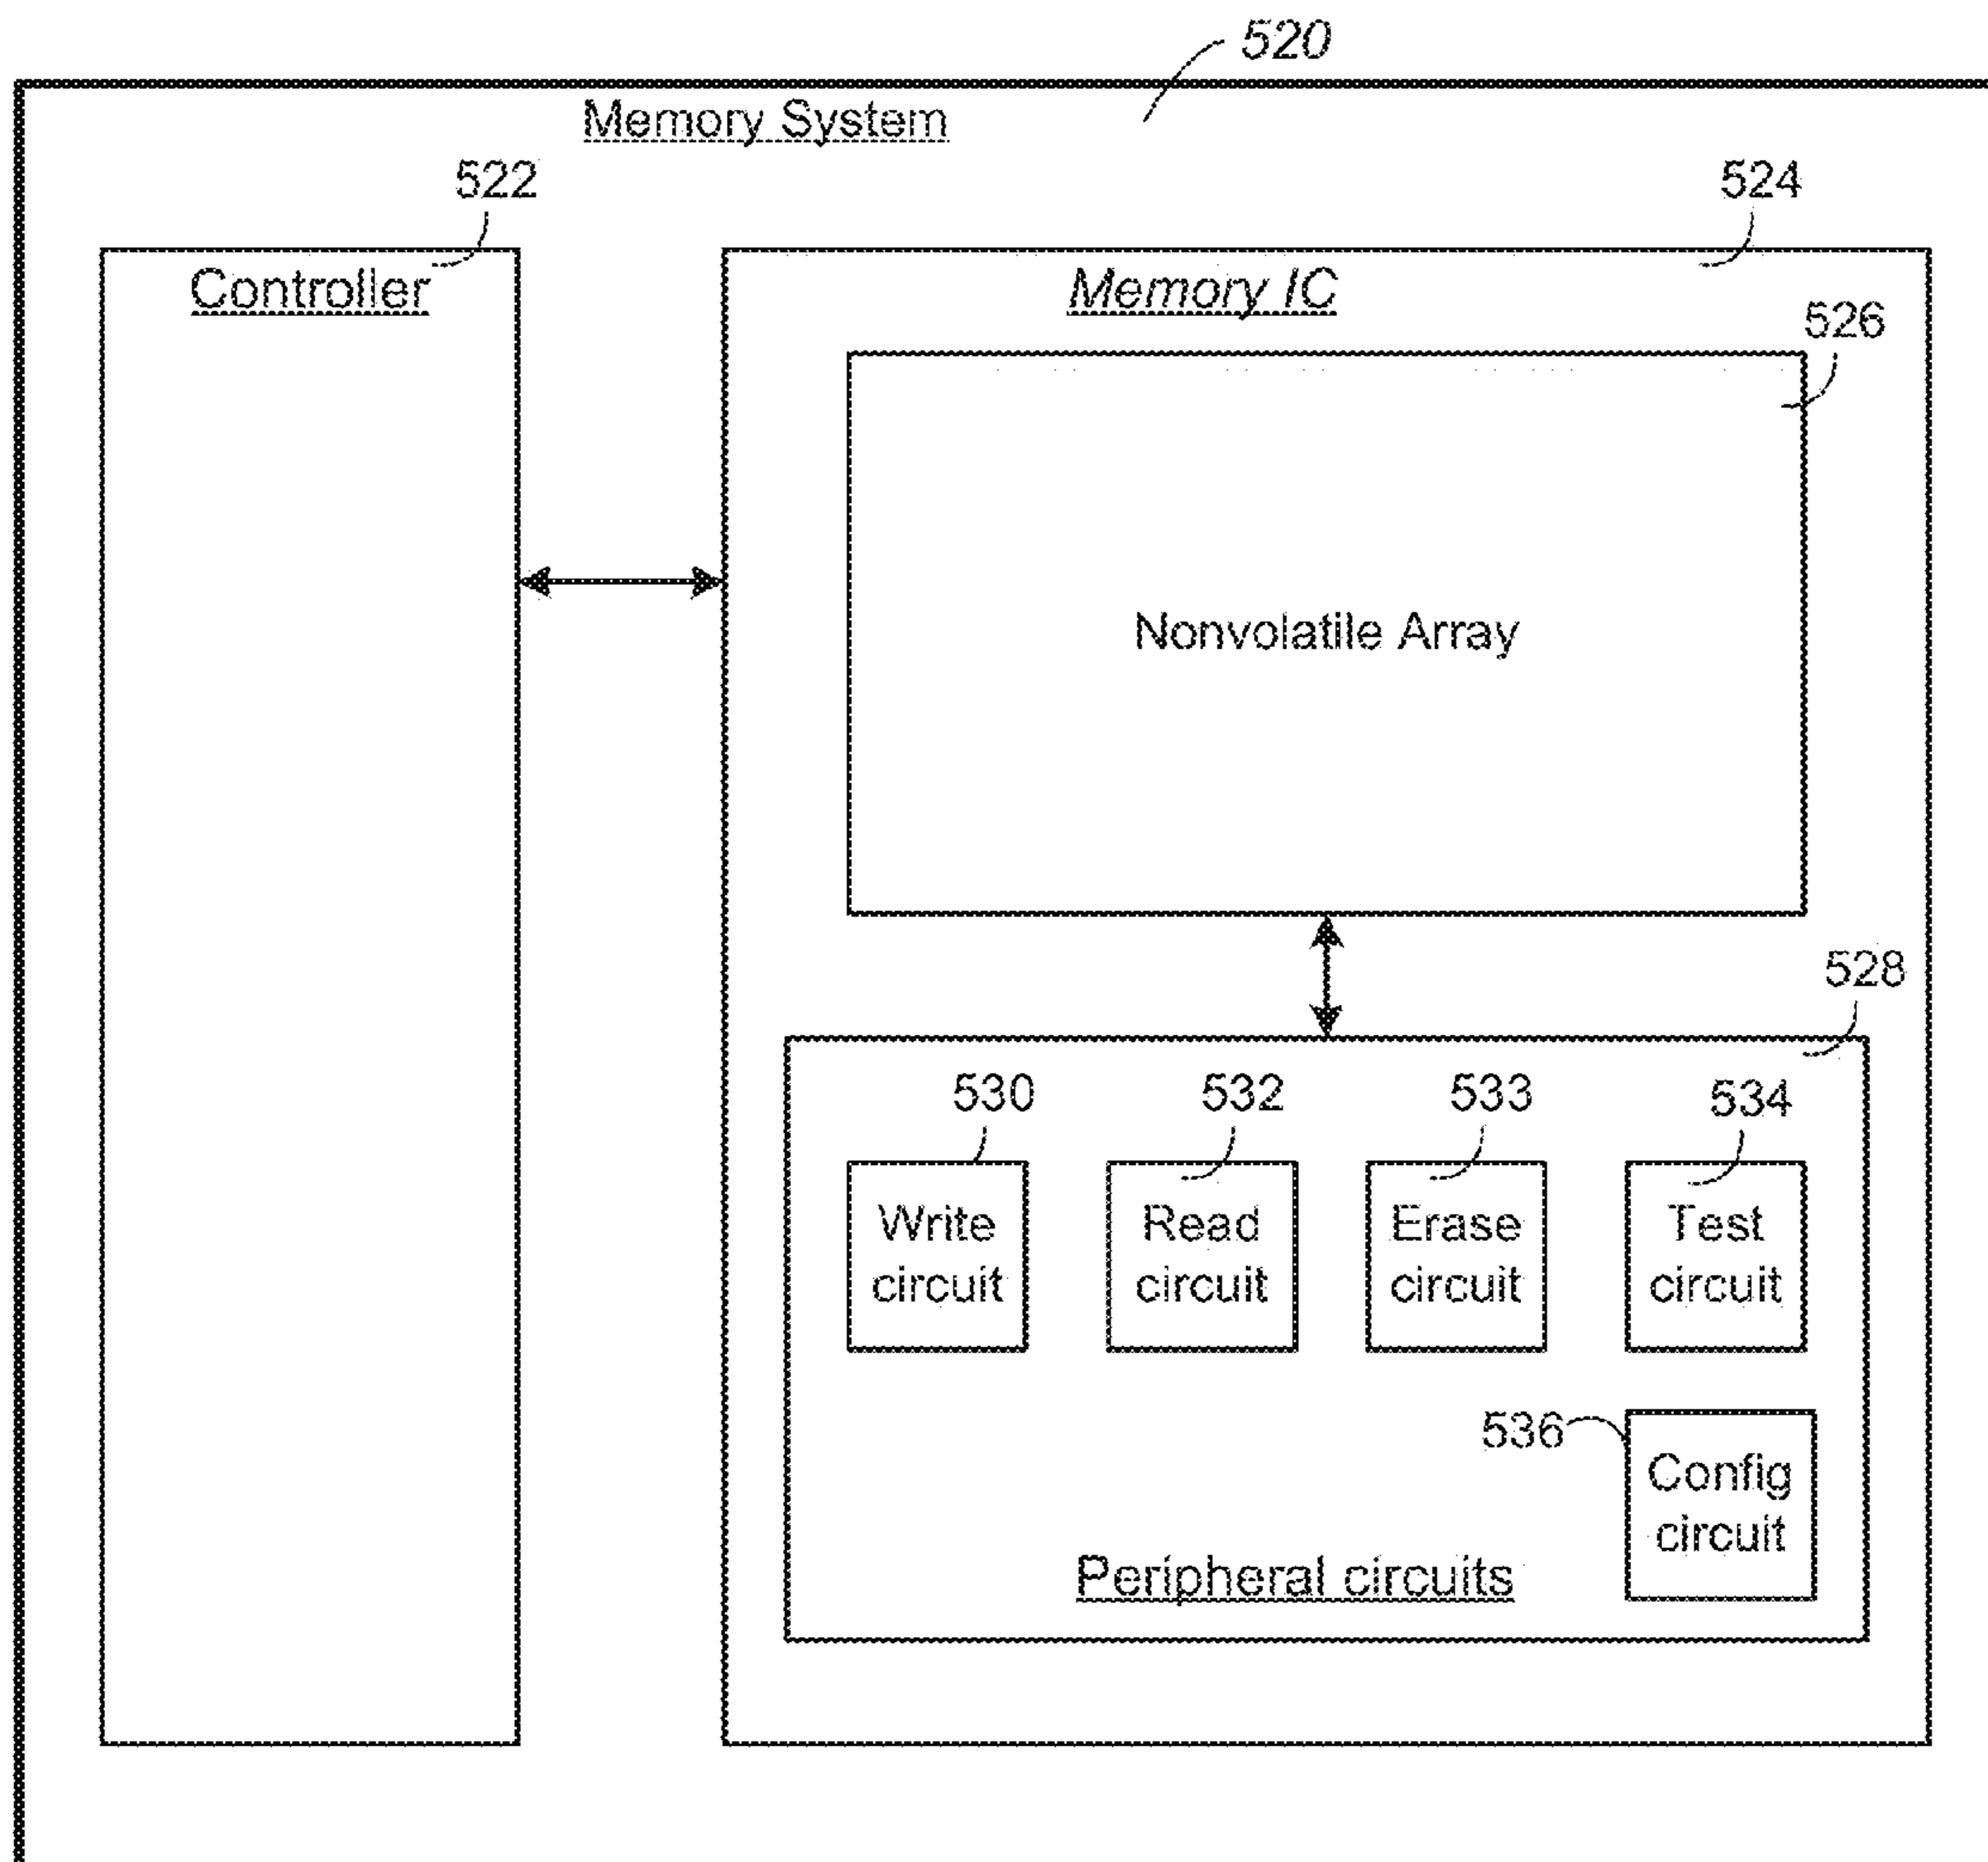 520
Memory System
522
524
Controller
Memory IC
526
Nonvolatile Array
528
530
532
533
534
Write
circuit
Read
circuit
Erase
circuit
Test
circuit
536
Config
circuit
Peripheral circuits